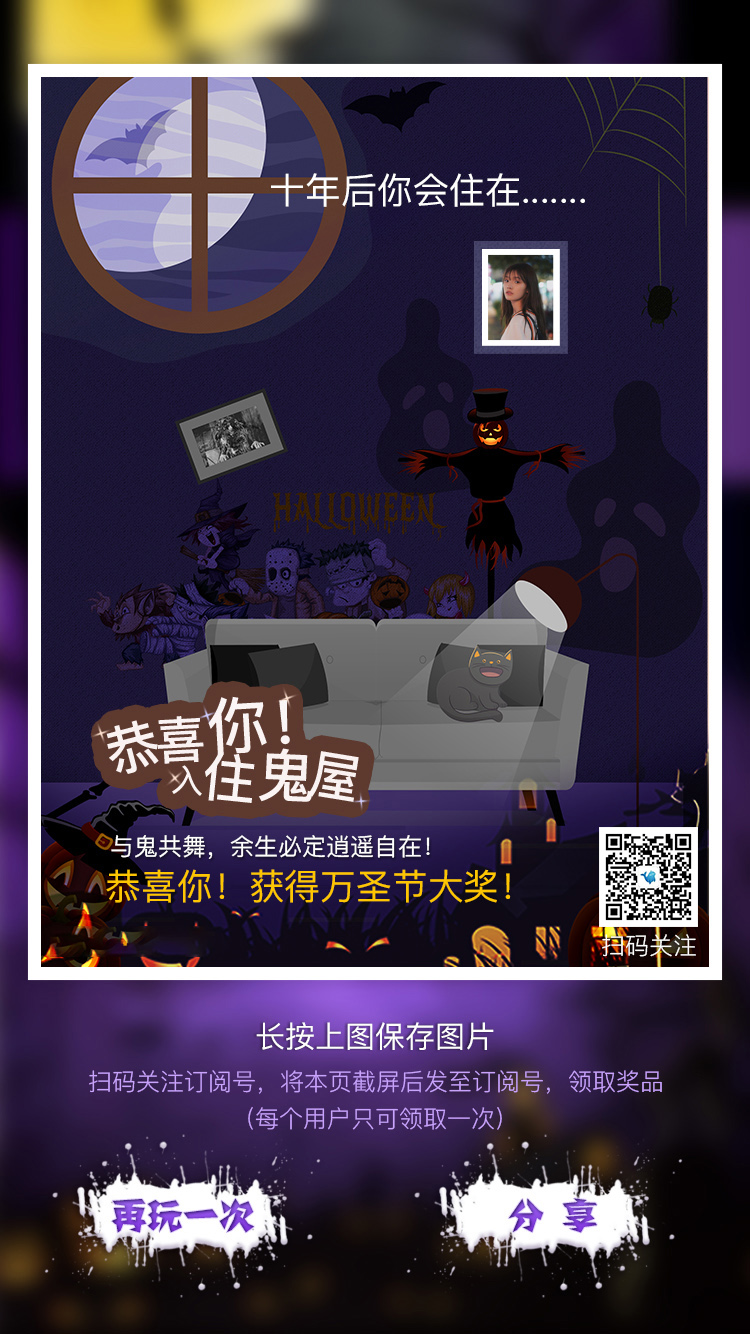 十年后你会住在.......
HALLOWEEN
恭喜你！
入住鬼屋
与鬼共舞，余生必定逍遥自在！
恭喜你！获得万圣节大奖！
扫码关注
长按上图保存图片
扫码关注订阅号，将本页截屏后发至订阅号，领取奖品
（每个用户只可领取一次）
再玩一次
分享